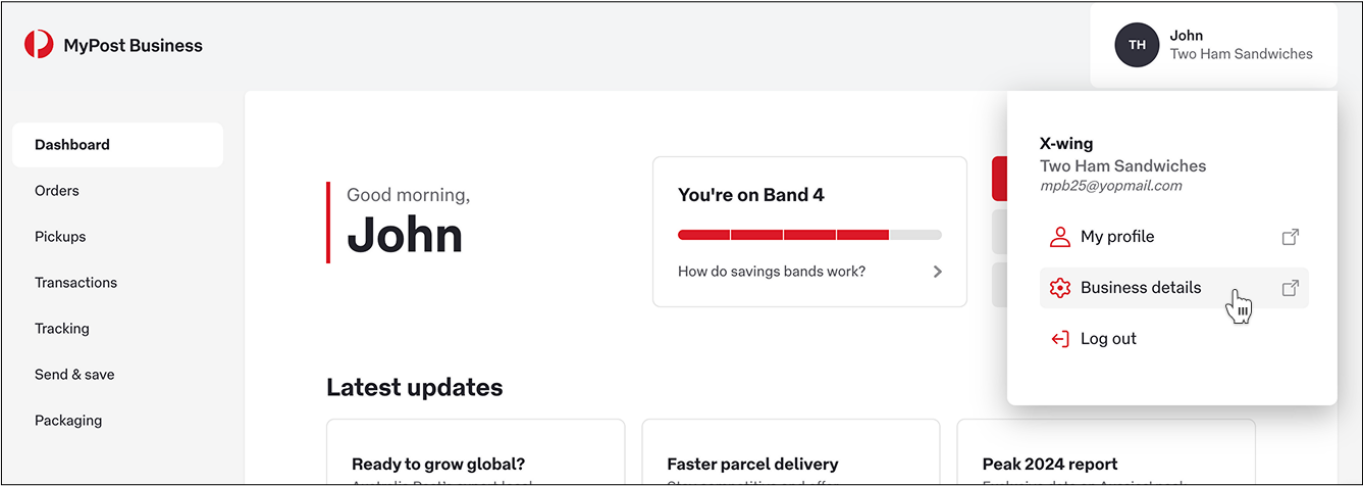 MyPost Business
TH
John
Two Ham Sandwiches
X-wing
Two Ham Sandwiches
mpb25@yopmail.com
My profile
Business details
Log out
Dashboard
Orders
Pickups
Transactions
Tracking
Send & save
Packaging
Good morning,
John
You're on Band 4
How do savings bands work?
Latest updates
Ready to grow global?
Faster parcel delivery
Peak 2024 report